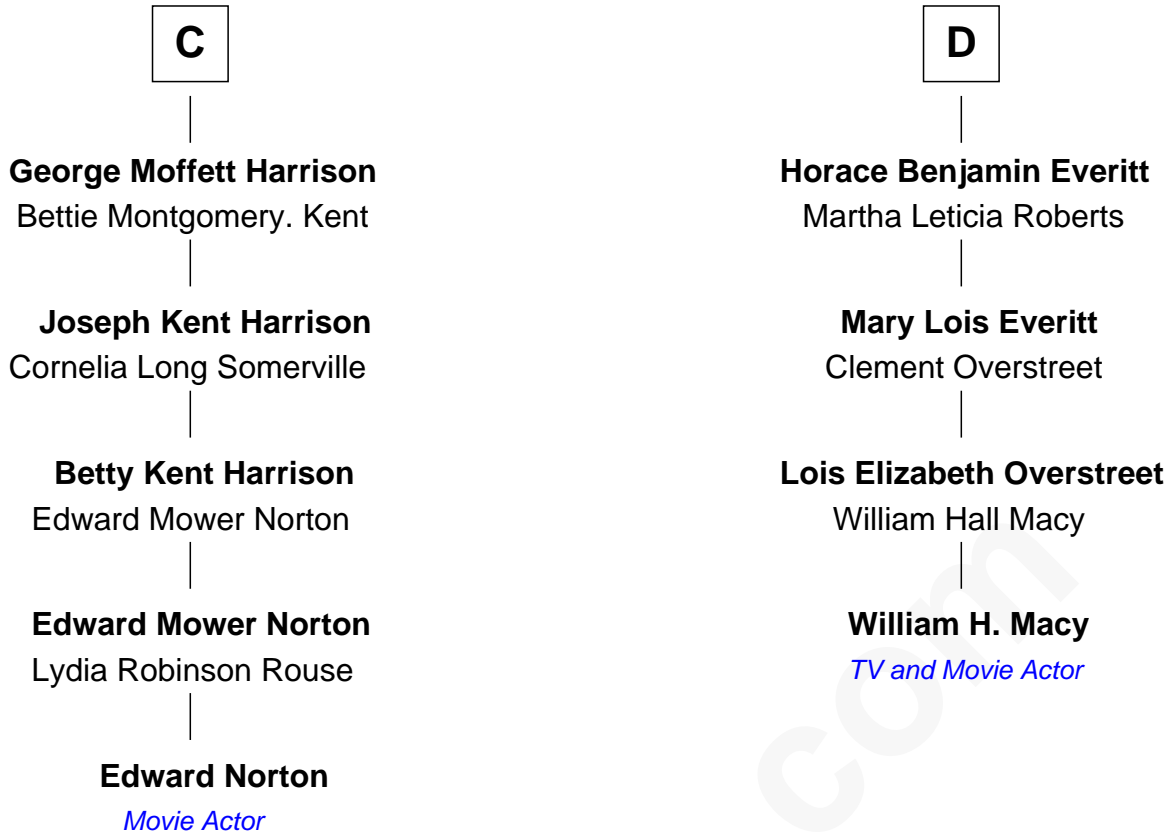 C
George Moffett Harrison
Bettie Montgomery. Kent
Joseph Kent Harrison
Cornelia Long Somerville
Betty Kent Harrison
Edward Mower Norton
Edward Mower Norton
Lydia Robinson Rouse
Edward Norton
Movie Actor
D
Horace Benjamin Everitt
Martha Leticia Roberts
Mary Lois Everitt
Clement Overstreet
Lois Elizabeth Overstreet
William Hall Macy
William H. Macy
TV and Movie Actor
com